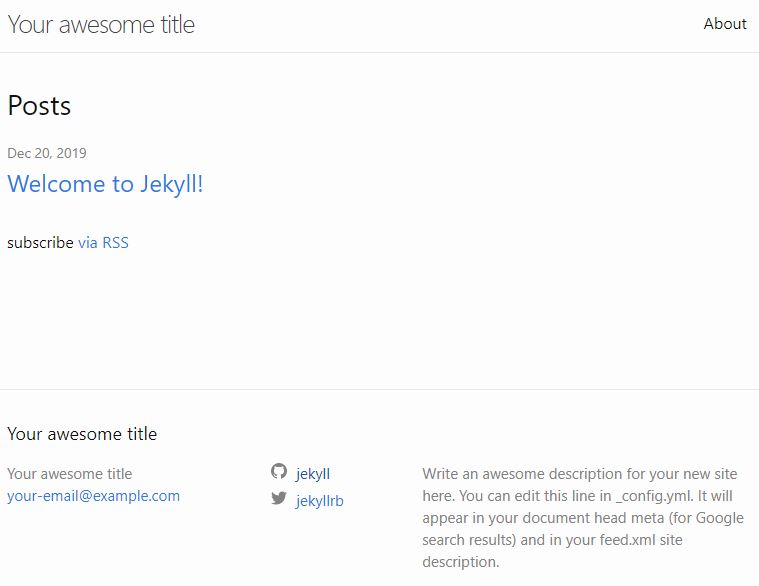 Your awesome title
About
Posts
Dec 20, 2019
Welcome to Jekyll!
subscribe via RSS
Your awesome title
Your awesome title
your-email@example.com
jekyll
jekyllrb
Write an awesome description for your new site
here. You can edit this line in _config.yml. It will
appear in your document head meta (for Google
search results) and in your feed.xml site
description.